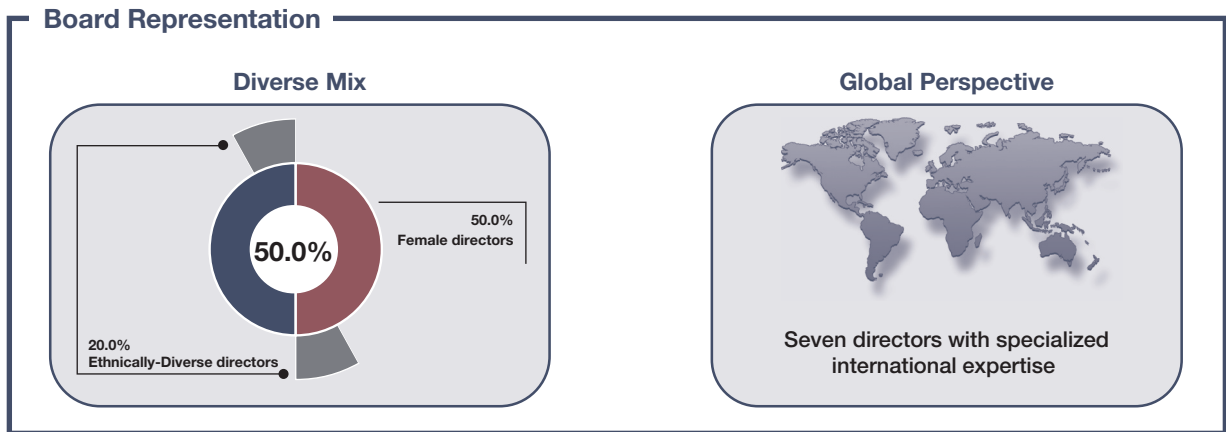 Board Representation
Diverse Mix
50.0%
50.0%
Female directors
20.0%
Ethnically-Diverse directors
Global Perspective
Seven directors with specialized
international expertise